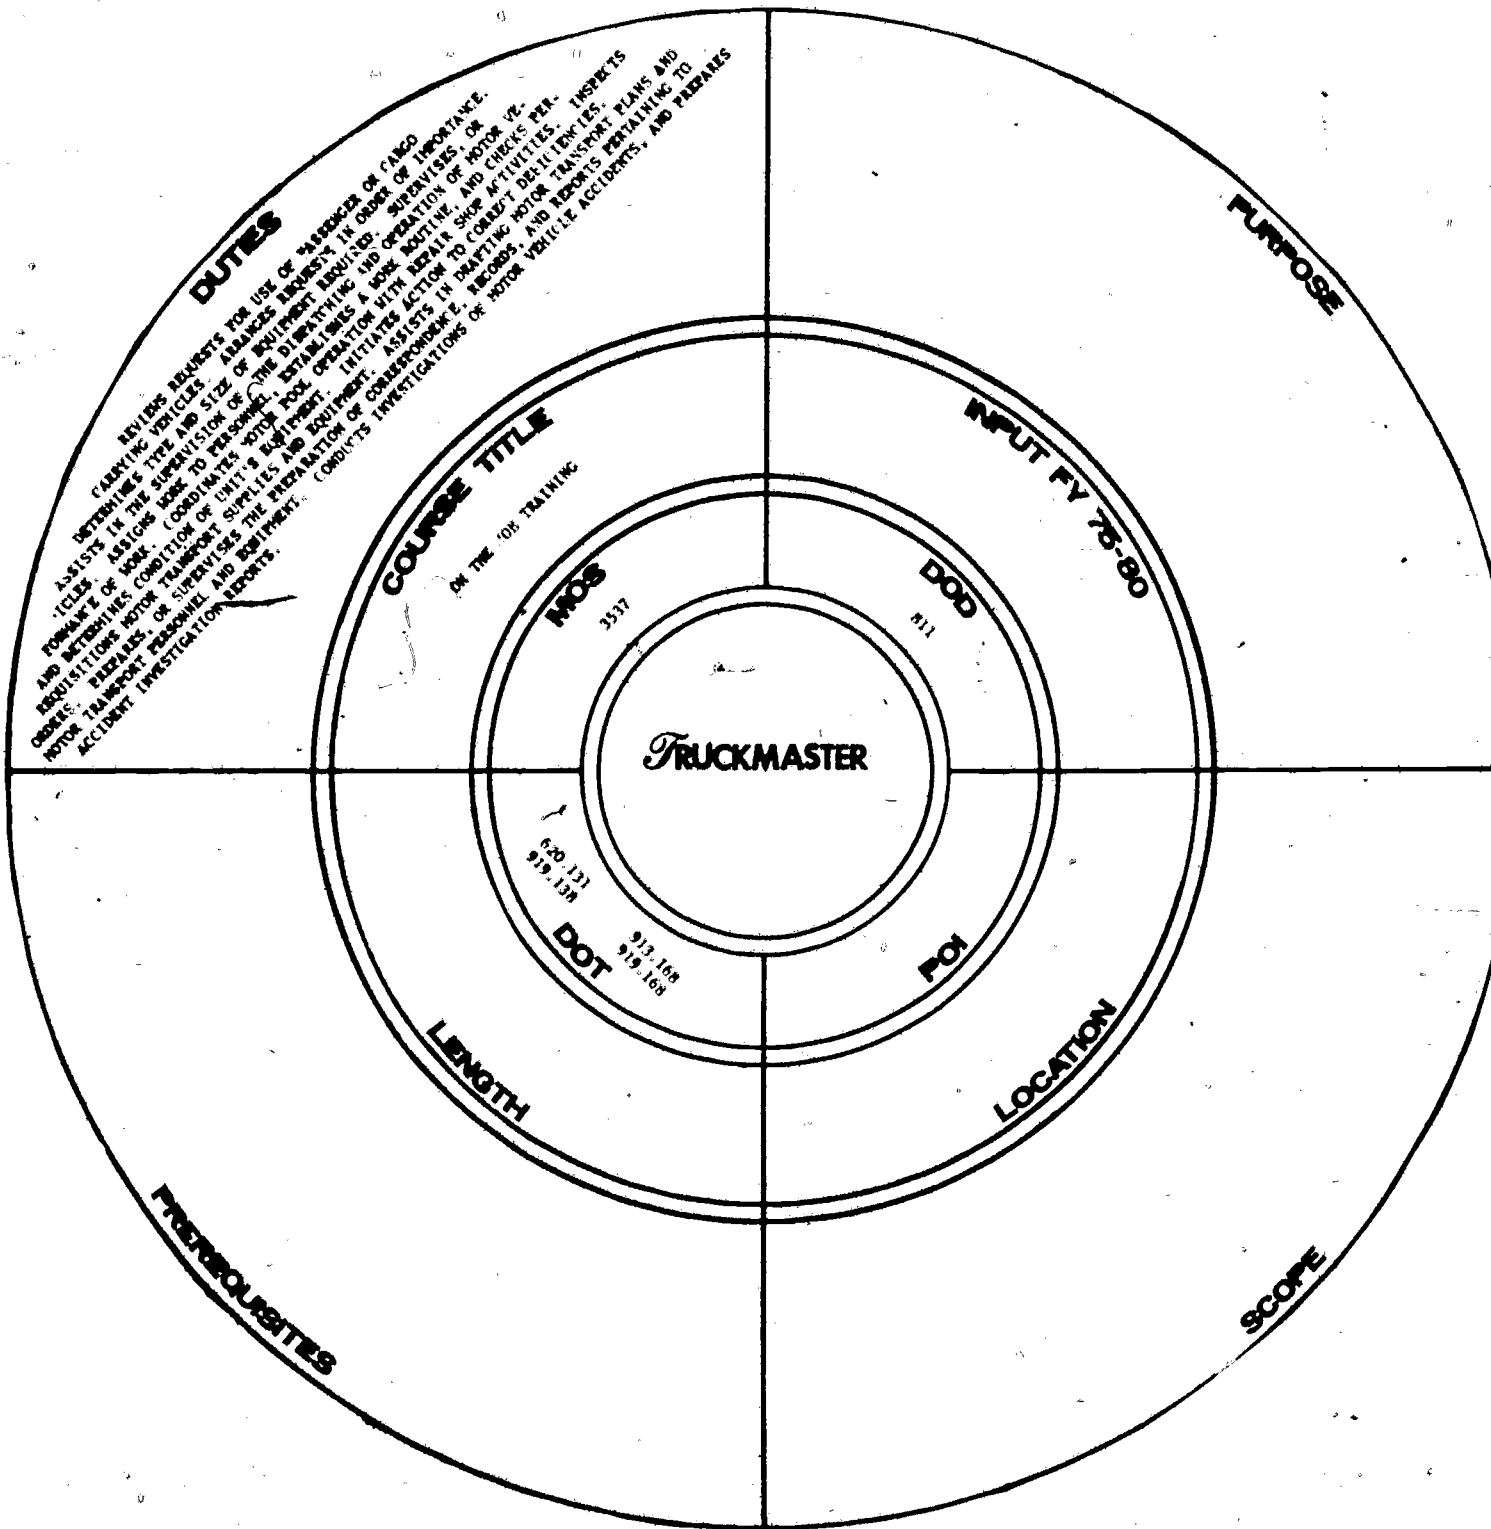 DUTIES
REVIEWS REQUESTS FOR USE OF PASSENGER OR CARGO
CARRYING VEHICLES. ARRANGES REQUESTS IN ORDER OF IMPORTANCE.
DETERMINES TYPE AND SIZE OF EQUIPMENT REQUIRED. SUPERVISES, OR
ASSISTS IN THE SUPERVISION OF THE DISPATCHING AND OPERATION OF MOTOR VE-
HICLES. ASSIGNS WORK TO PERSONNEL, ESTABLISHES A WORK ROUTINE, AND CHECKS PER-
FORMANCE OF WORK. COORDINATES MOTOR POOL OPERATION WITH REPAIR SHOP ACTIVITIES. INSPECTS
AND DETERMINES CONDITION OF UNIT'S EQUIPMENT. INITIATES ACTION TO CORRECT DEFICIENCIES.
REQUISITIONS MOTOR TRANSPORT SUPPLIES AND EQUIPMENT. ASSISTS IN DRAFTING MOTOR TRANSPORT PLANS AND
ORDERS. PREPARES, OR SUPERVISES THE PREPARATION OF CORRESPONDENCE, RECORDS, AND REPORTS PERTAINING TO
MOTOR TRANSPORT PERSONNEL AND EQUIPMENT. CONDUCTS INVESTIGATIONS OF MOTOR VEHICLE ACCIDENTS, AND PREPARES
ACCIDENT INVESTIGATION REPORTS.
PURPOSE
COURSE TITLE
ON THE JOB TRAINING
INPUT FY 75-80
MOS
3537
DOD
811
TRUCKMASTER
620.131
919.138
DOT
913.168
919.168
POI
LENGTH
LOCATION
PREREQUISITES
SCOPE